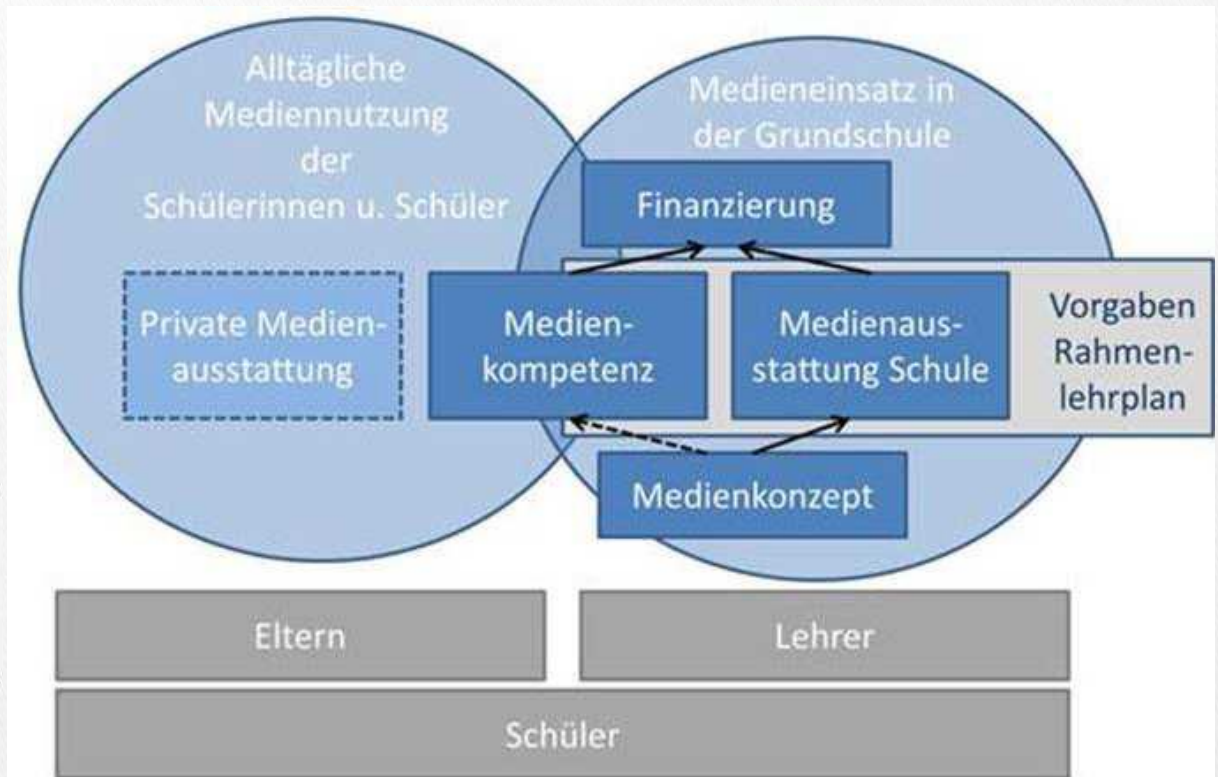 Alltägliche
Mediennutzung
der
Schülerinnen u. Schüler
Medieneinsatz in
der Grundschule
Finanzierung
Private Medien-
ausstattung
Medien-
kompetenz
Medienaus-
stattung Schule
Vorgaben
Rahmen-
lehrplan
Medienkonzept
Eltern
Lehrer
Schüler